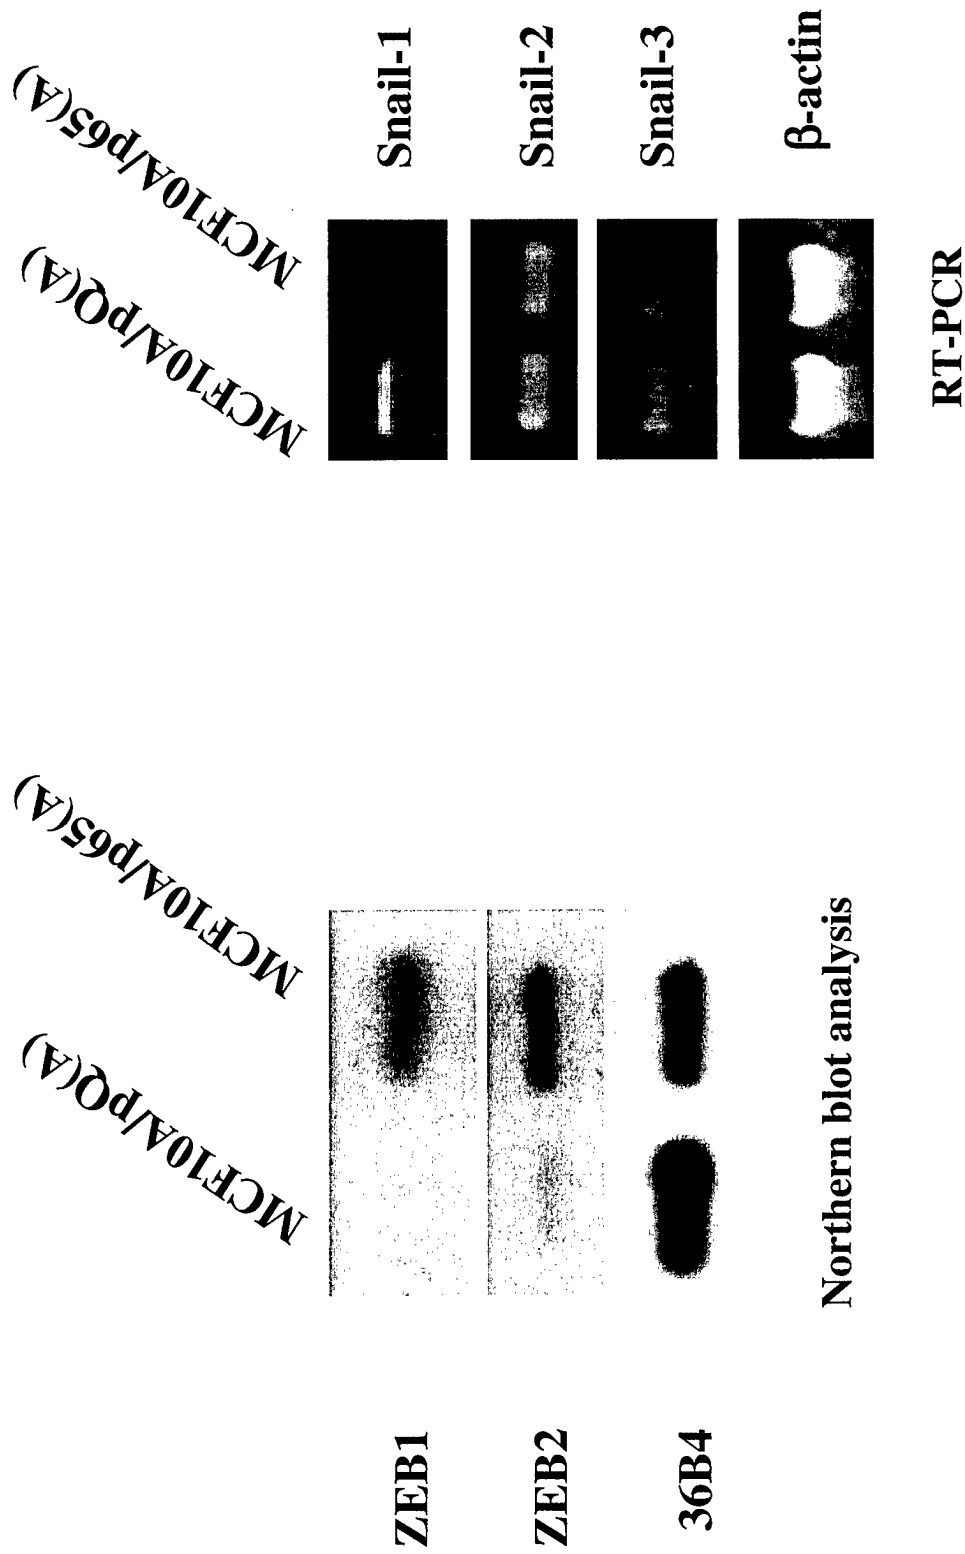 MCF10A/pQ(A)
MCF10A/p65(A)
ZEB1
ZEB2
36B4
Northern blot analysis
MCF10A/pQ(A)
MCF10A/p65(A)
Snail-1
Snail-2
Snail-3
β-actin
RT-PCR